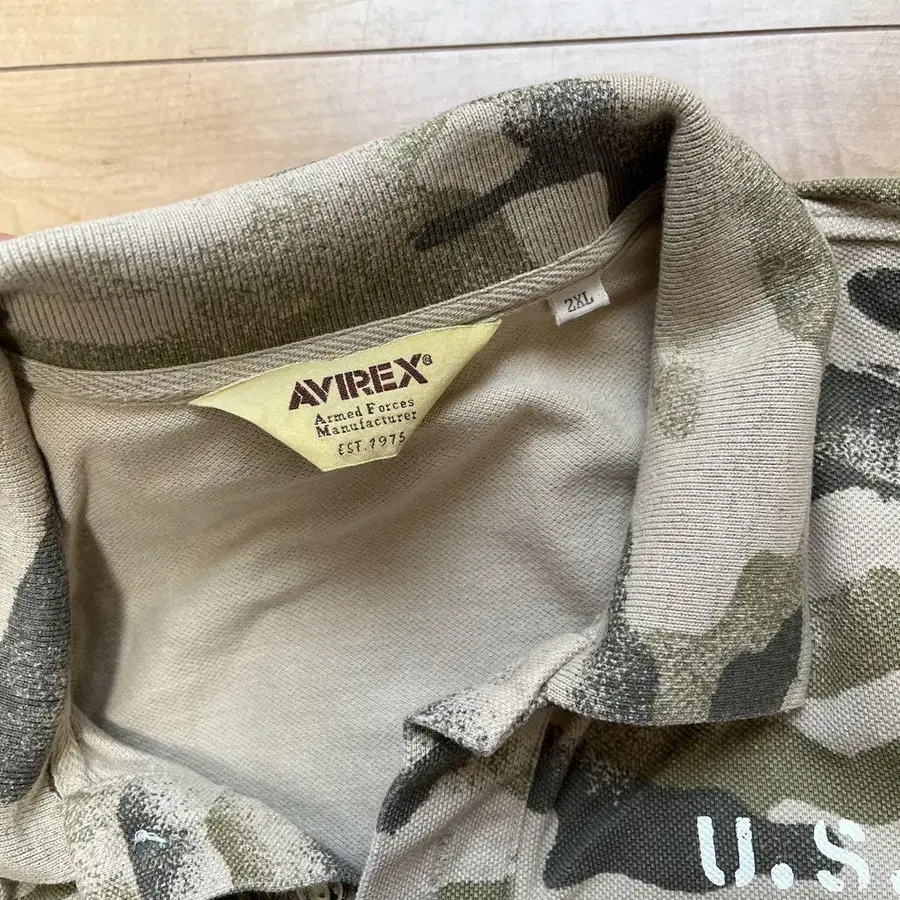 2XL
AVIREX®
Armed Forces
Manufacturer
EST.1975
U.S.